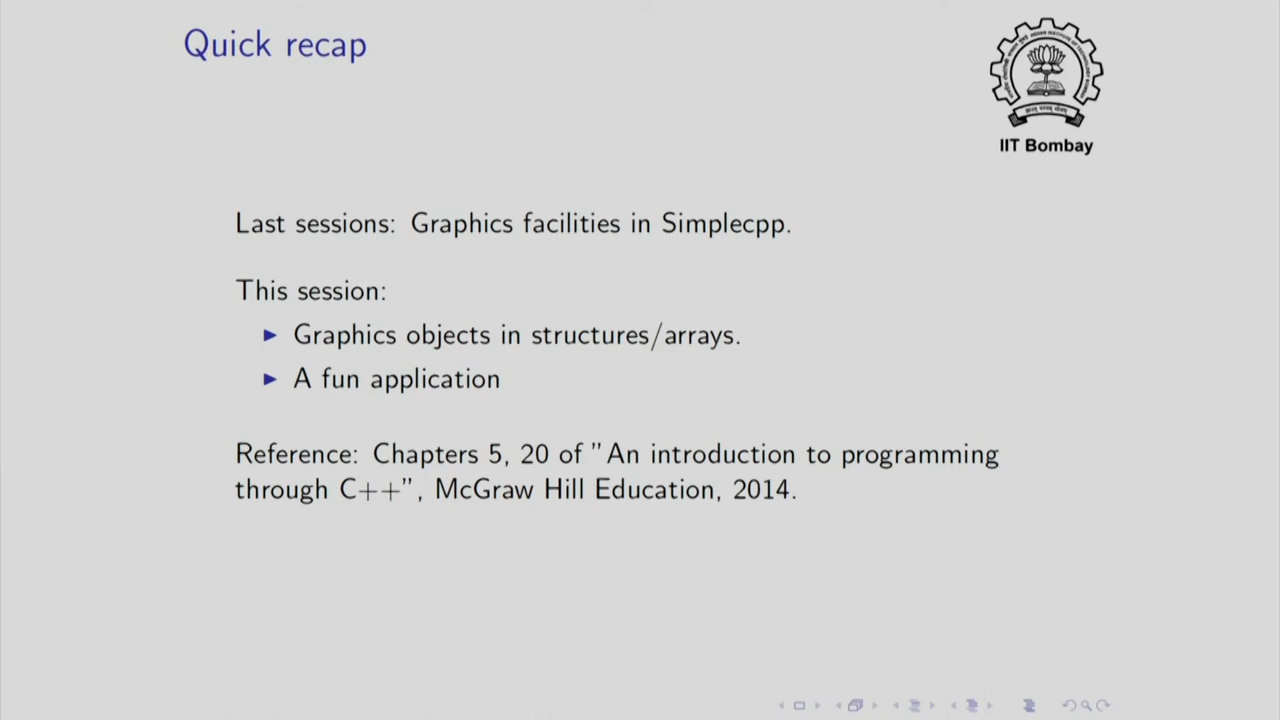 Quick recap
IIT Bombay
Last sessions: Graphics facilities in Simplecpp.
This session:
Graphics objects in structures/arrays.
A fun application
Reference: Chapters 5, 20 of ”An introduction to programming
through C++”, McGraw Hill Education, 2014.